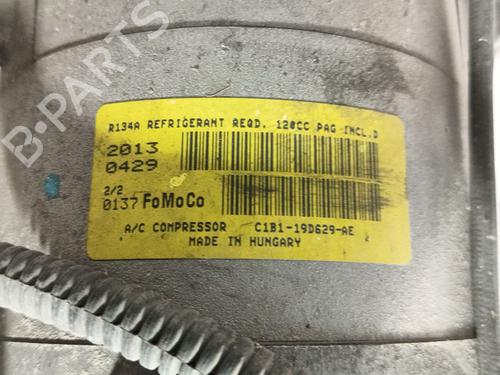 B-PARTS
R134A REFRIGERANT REQD. 120CC PAG INCL.D
2013
0429
2/2
0137 FoMoCo
A/C COMPRESSOR C1B1-19D629-AE
MADE IN HUNGARY